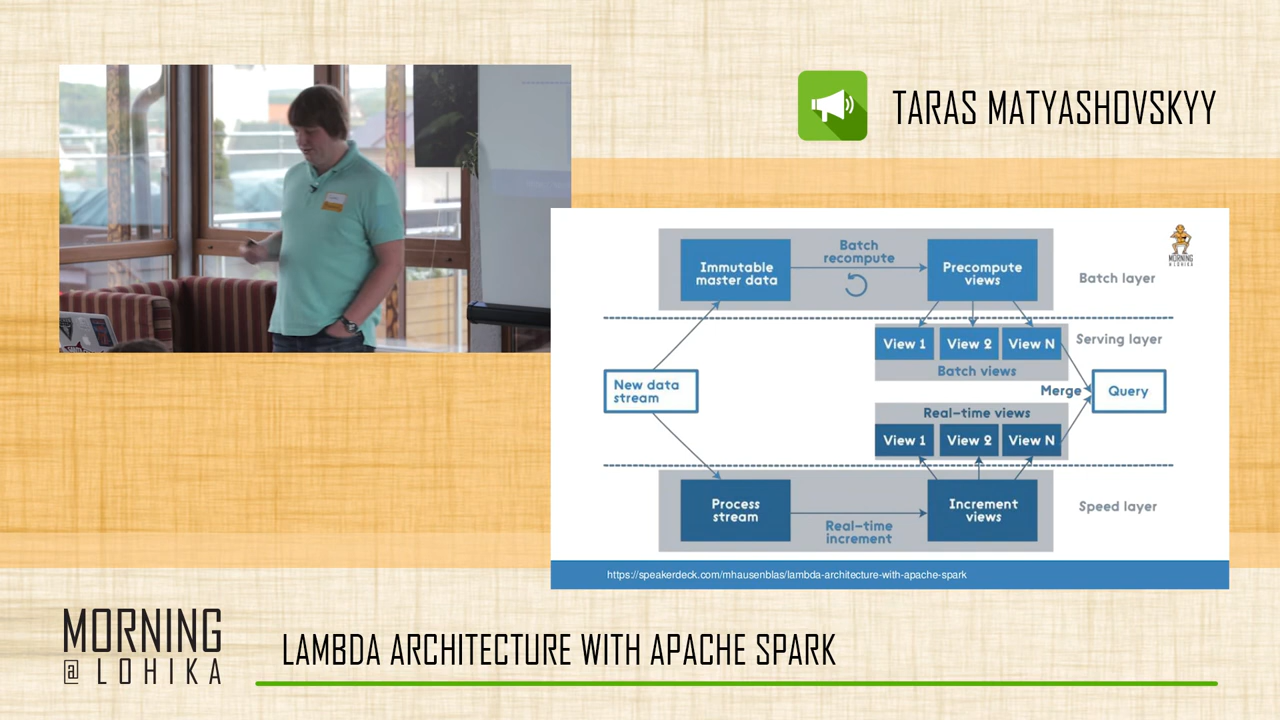 TARAS MATYASHOVSKYY
MORNING
@ LOHIKA
Batch
recompute
Immutable
master data
Precompute
views
Batch layer
View 1
View 2
View N
Serving layer
Batch views
New data
stream
Merge
Query
Real-time views
View 1
View 2
View N
Process
stream
Increment
views
Speed layer
Real-time
increment
https://speakerdeck.com/mhausenblas/lambda-architecture-with-apache-spark
MORNING
@ LOHIKA
LAMBDA ARCHITECTURE WITH APACHE SPARK